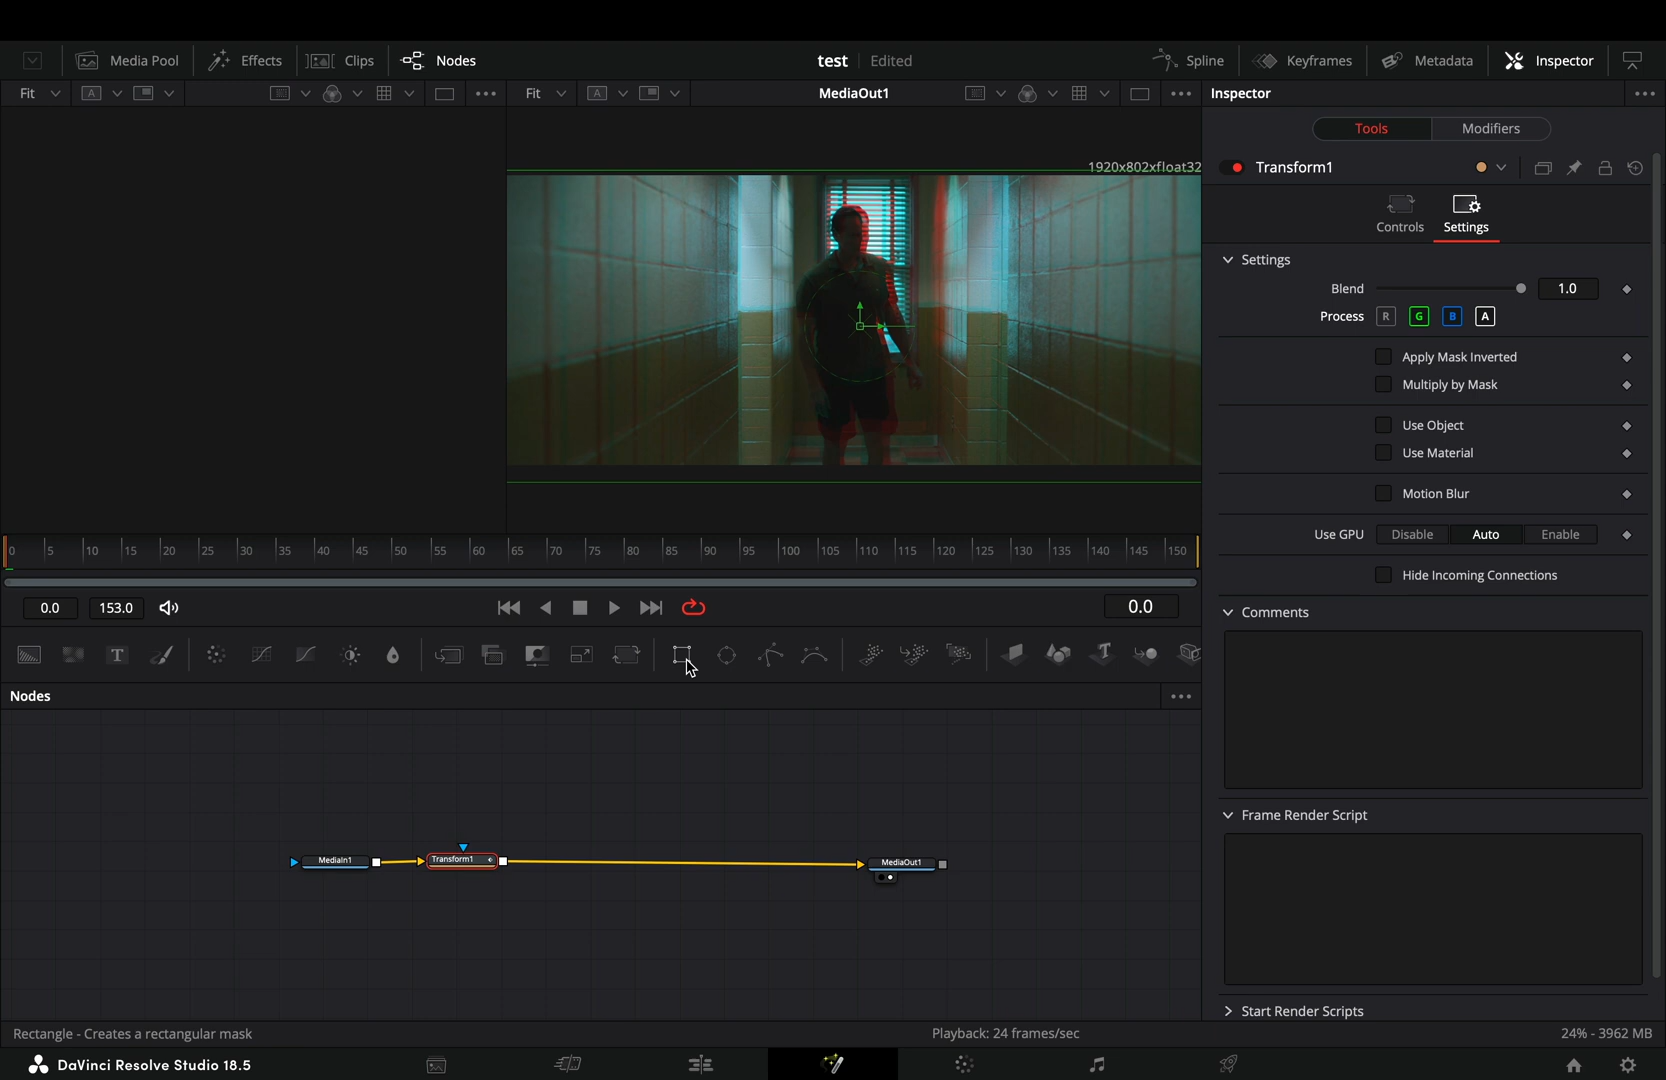 Media Pool Effects Clips Nodes test Edited Spline Keyframes Metadata Inspector
Fit A Fit A MediaOut1 Inspector
Tools Modifiers
1920x802xfloat32
Transform1
Controls Settings
Settings
Blend 1.0
Process R G B A
Apply Mask Inverted
Multiply by Mask
Use Object
Use Material
Motion Blur
Use GPU Disable Auto Enable
Hide Incoming Connections
0 5 10 15 20 25 30 35 40 45 50 55 60 65 70 75 80 85 90 95 100 105 110 115 120 125 130 135 140 145 150
0.0 153.0 0.0
Comments
T T
Nodes
Frame Render Script
MediaIn1 Transform1 MediaOut1
Start Render Scripts
Rectangle - Creates a rectangular mask Playback: 24 frames/sec 24% - 3962 MB
DaVinci Resolve Studio 18.5